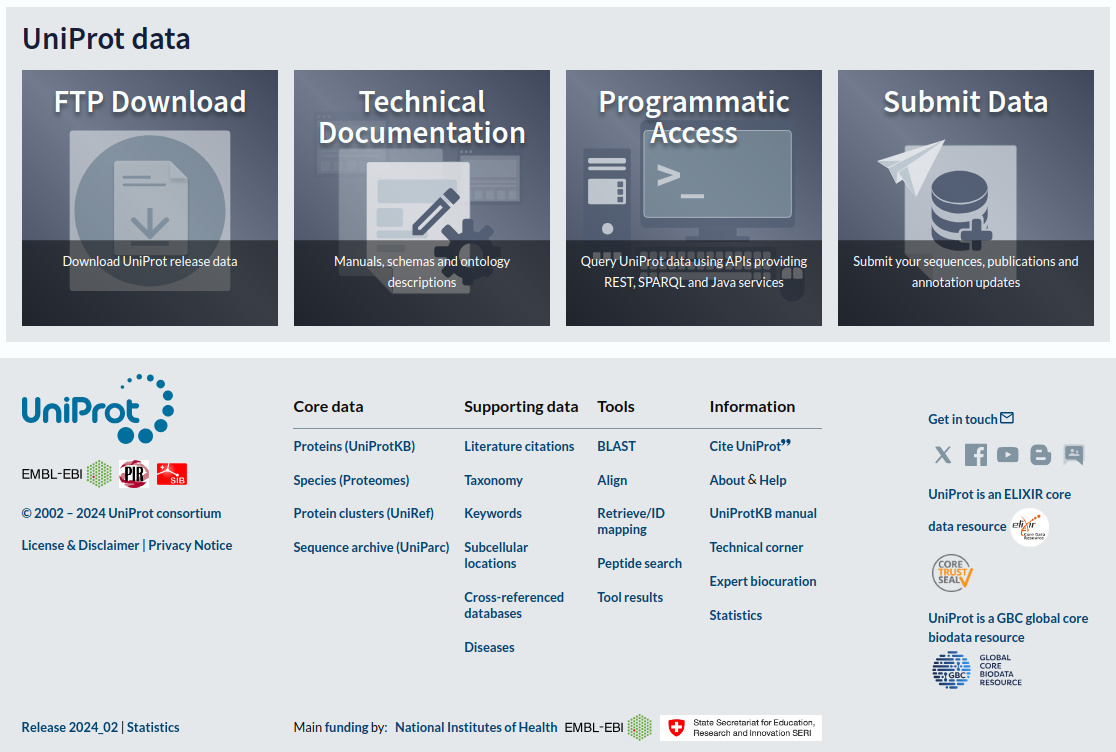 UniProt data
FTP Download
Download UniProt release data
Technical
Documentation
Manuals, schemas and ontology
descriptions
Programmatic
Access
>_
Query UniProt data using APIs providing
REST, SPARQL and Java services
Submit Data
Submit your sequences, publications and
annotation updates
UniProt
EMBL-EBI
PIR
SIB
© 2002 – 2024 UniProt consortium
License & Disclaimer | Privacy Notice
Core data
Proteins (UniProtKB)
Species (Proteomes)
Protein clusters (UniRef)
Sequence archive (UniParc)
Supporting data
Literature citations
Taxonomy
Keywords
Subcellular
locations
Cross-referenced
databases
Diseases
Tools
BLAST
Align
Retrieve/ID
mapping
Peptide search
Tool results
Information
Cite UniProt
About & Help
UniProtKB manual
Technical corner
Expert biocuration
Statistics
Get in touch
X
UniProt is an ELIXIR core
data resource
elixir
Core Data
Resource
CORE
TRUST
SEAL
UniProt is a GBC global core
biodata resource
GBC
GLOBAL
CORE
BIODATA
RESOURCE
Release 2024_02 | Statistics
Main funding by: National Institutes of Health EMBL-EBI
State Secretariat for Education,
Research and Innovation SERI